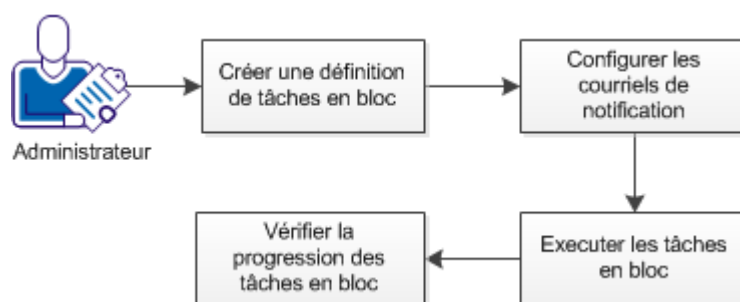 Administrateur
Créer une définition
de tâches en bloc
Configurer les
courriels de
notification
Executer les tâches
en bloc
Vérifier la
progression des
tâches en bloc